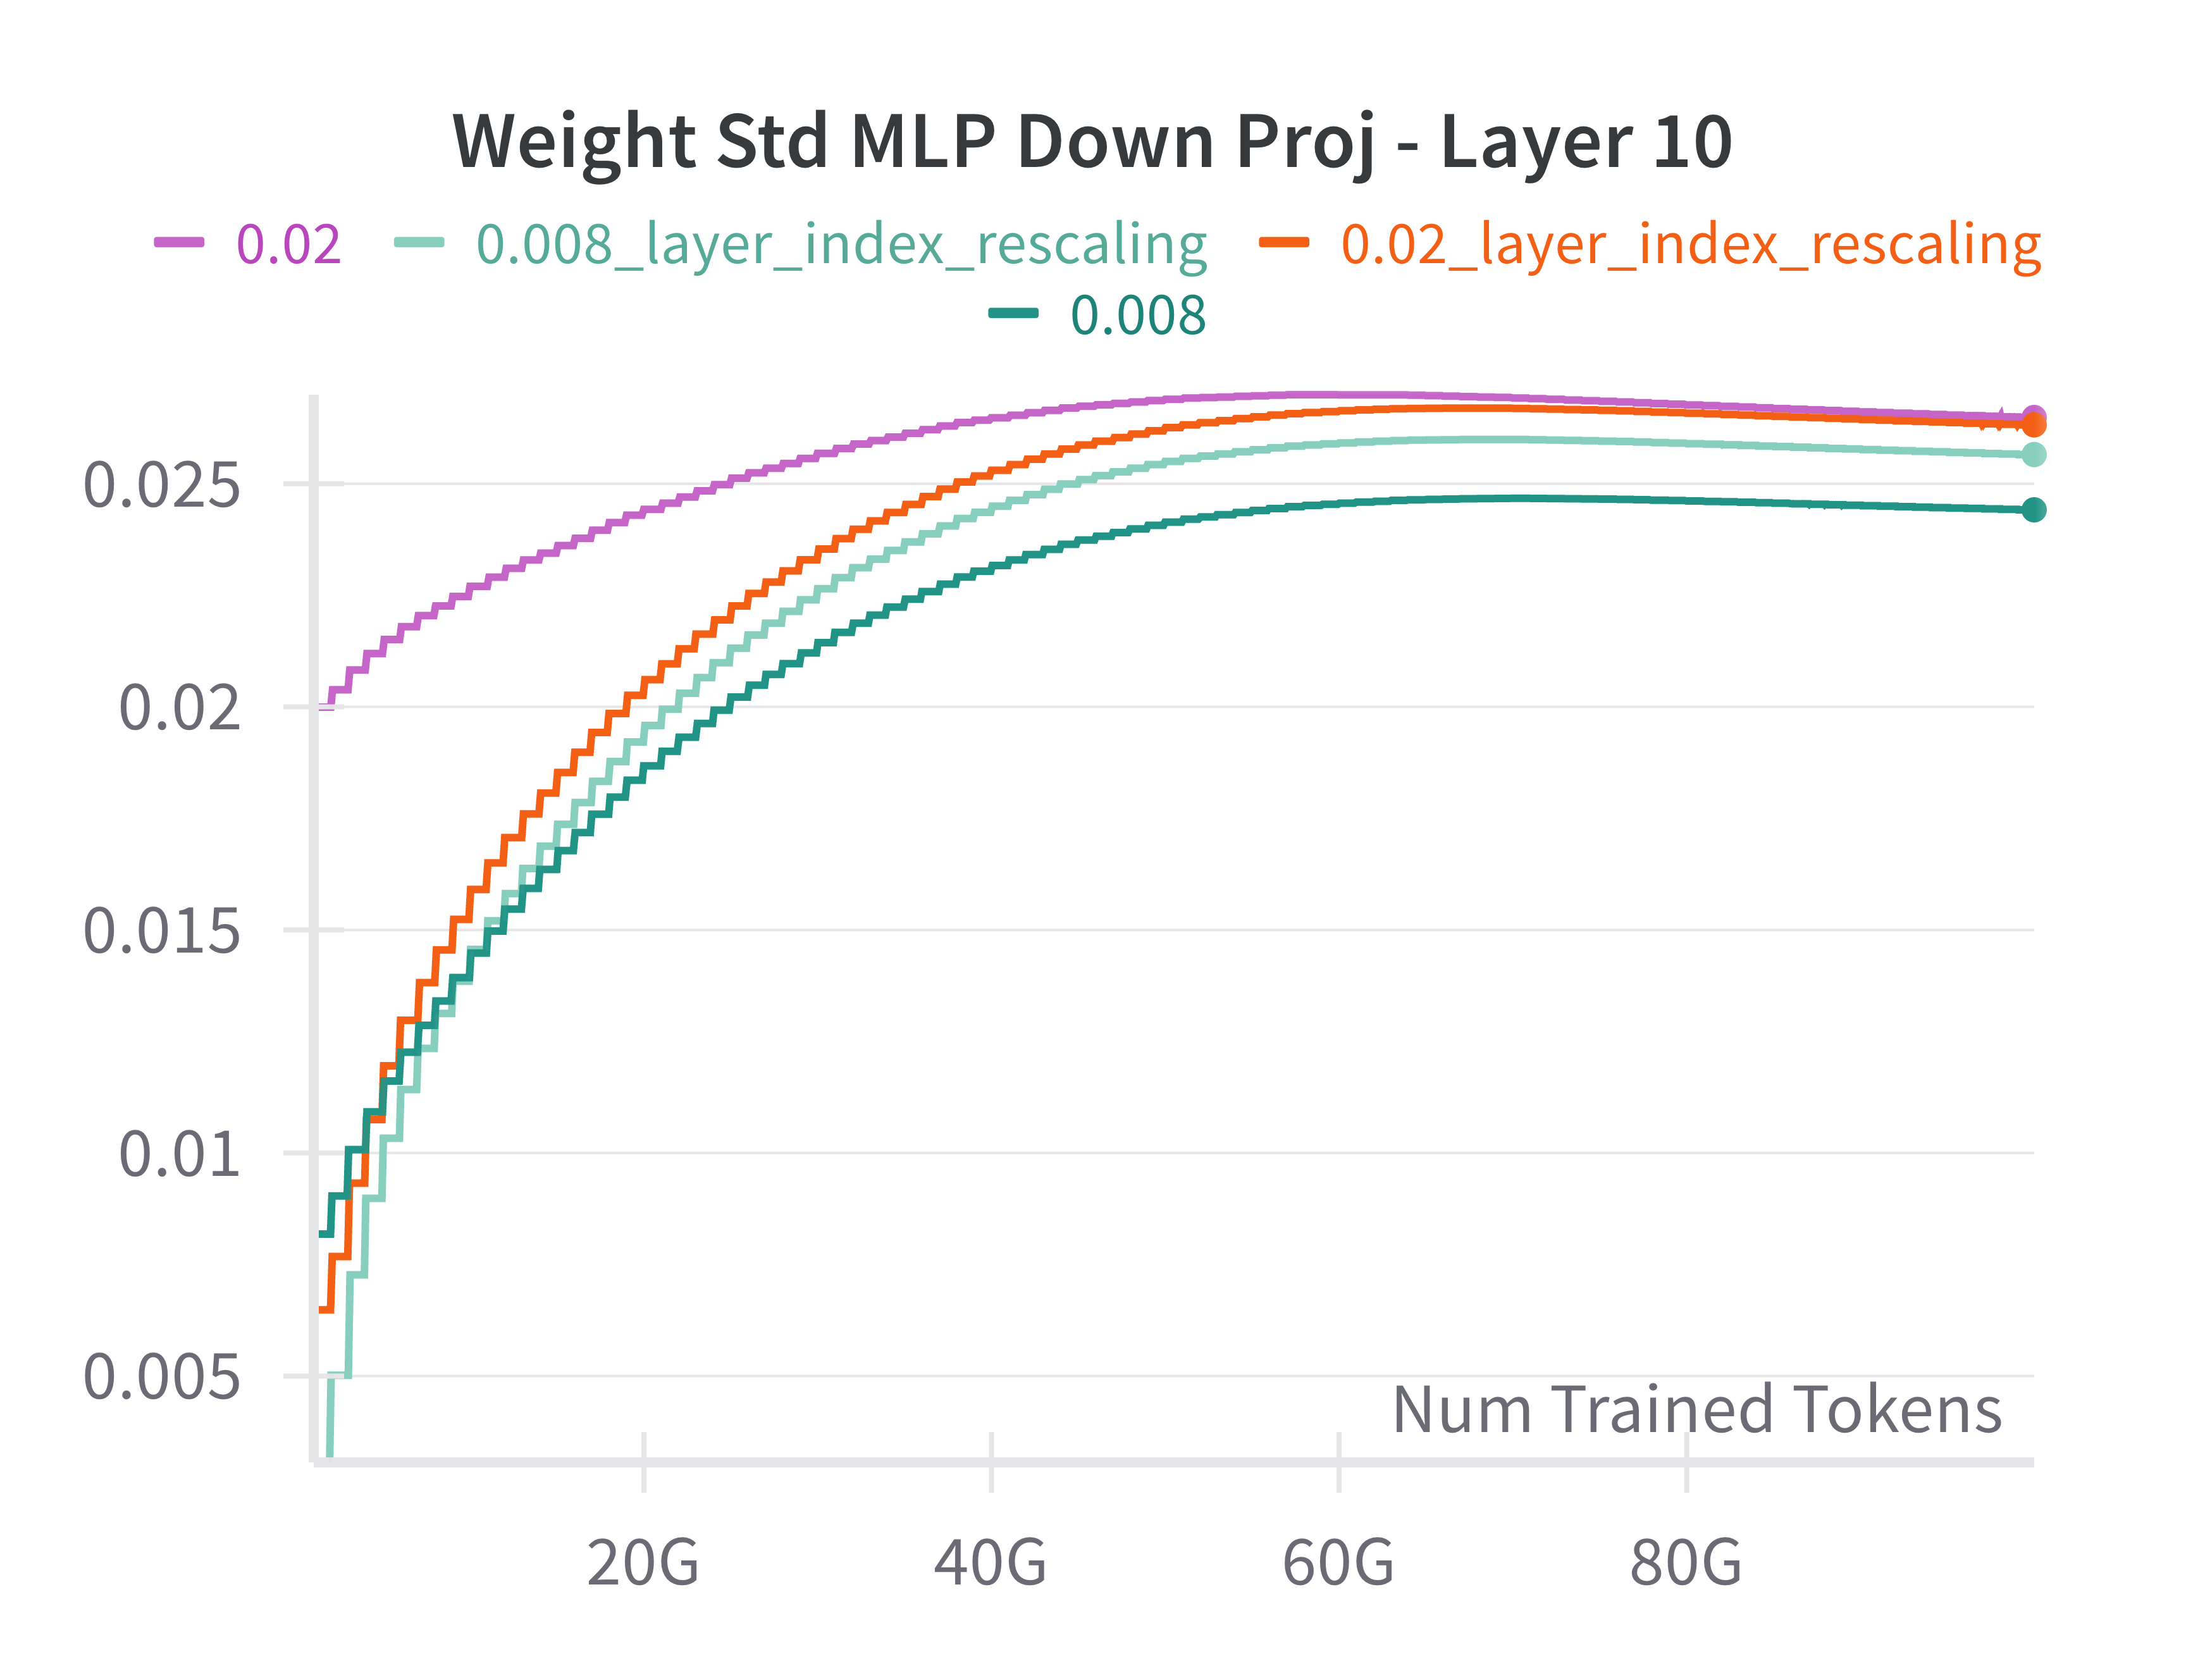 Weight Std MLP Down Proj - Layer 10
0.02 0.008_layer_index_rescaling 0.02_layer_index_rescaling
0.008
0.025
0.02
0.015
0.01
0.005
Num Trained Tokens
20G 40G 60G 80G